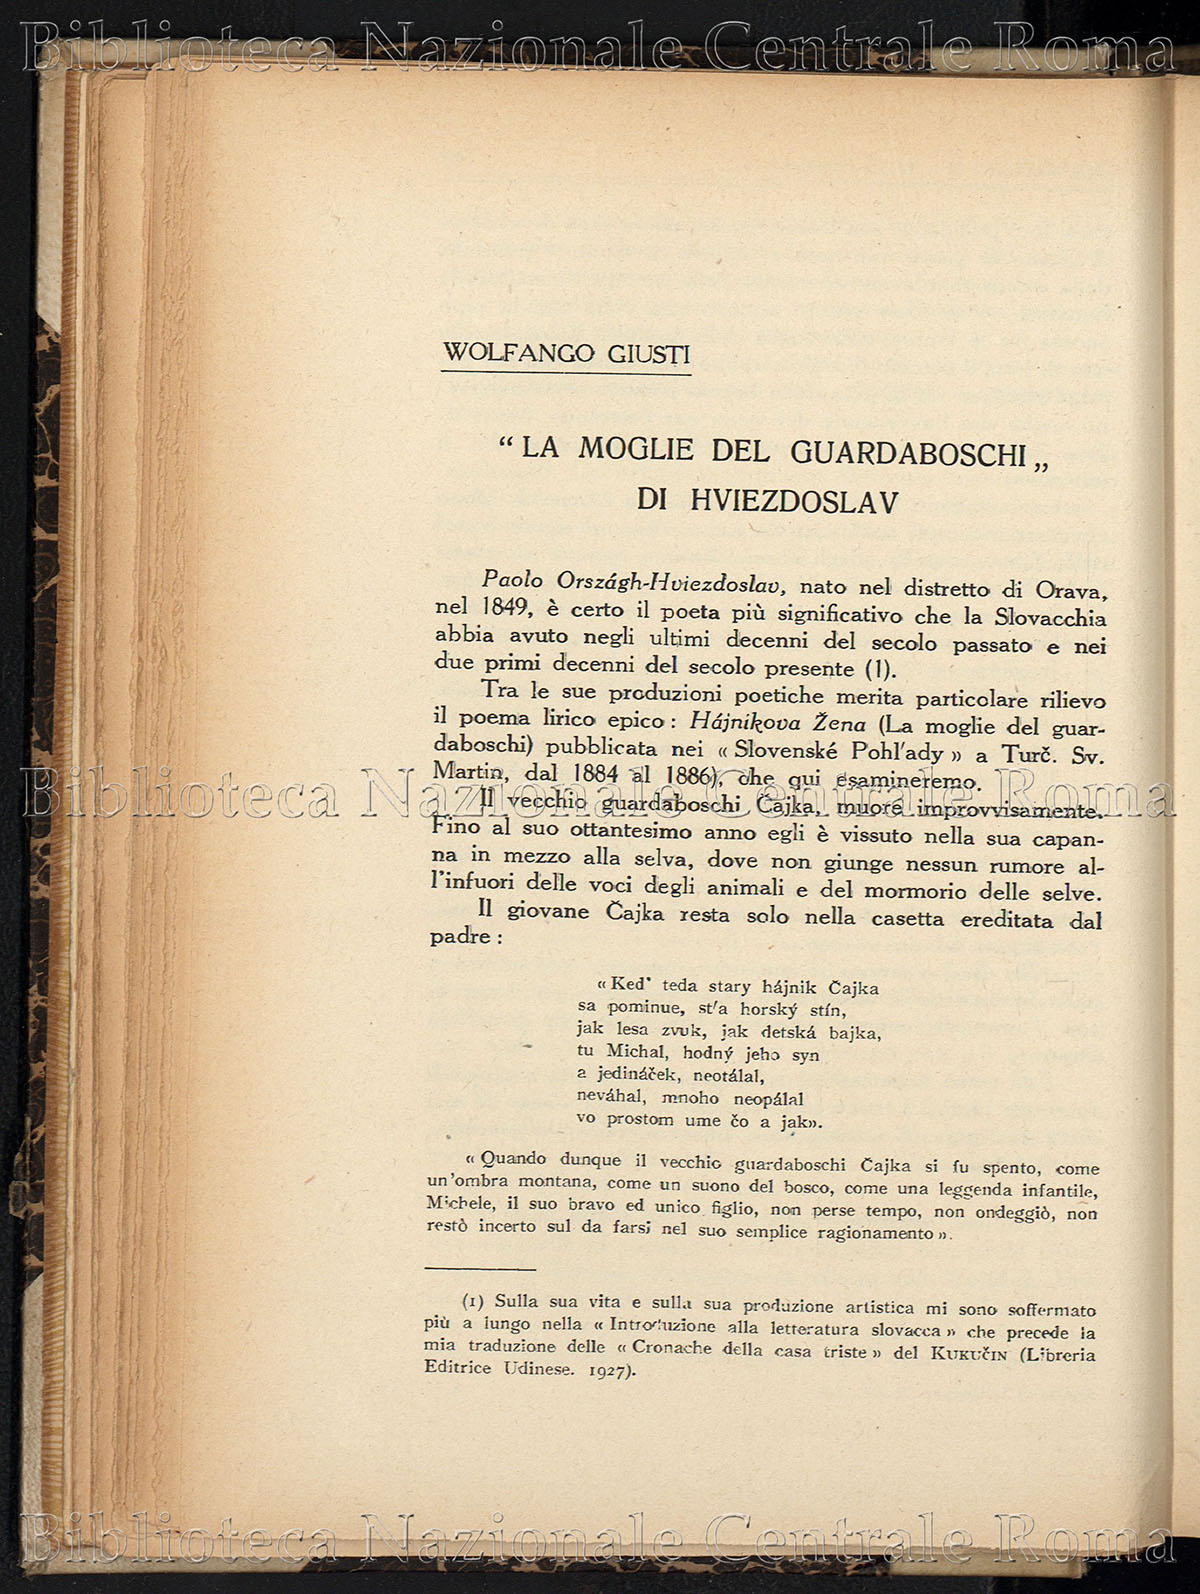 Biblioteca Nazionale Centrale Roma
WOLFANGO GIUSTI
“ LA MOGLIE DEL GUARDABOSCHI „
DI HVIEZDOSLAV
Paolo Országh-Hviezdoslav, nato nel distretto di Orava,
nel 1849, è certo il poeta più significativo che la Slovacchia
abbia avuto negli ultimi decenni del secolo passato e nei
due primi decenni del secolo presente (1).
Tra le sue produzioni poetiche merita particolare rilievo
il poema lirico epico : Hájnikova Žena (La moglie del guar-
daboschi) pubblicata nei « Slovenské Pohl'ady » a Turč. Sv.
Martin, dal 1884 al 1886), che qui esamineremo.
Biblioteca Nazionale Centrale Roma
Il vecchio guardaboschi Čajka, muore improvvisamente.
Fino al suo ottantesimo anno egli è vissuto nella sua capan-
na in mezzo alla selva, dove non giunge nessun rumore al-
l'infuori delle voci degli animali e del mormorio delle selve.
Il giovane Čajka resta solo nella casetta ereditata dal
padre :
« Ked' teda stary hájnik Čajka
sa pominue, st'a horský stín,
jak lesa zvuk, jak detská bajka,
tu Michal, hodný jeho syn
a jedináček, neotálal,
neváhal, mnoho neopálal
vo prostom ume čo a jak».
« Quando dunque il vecchio guardaboschi Čajka si fu spento, come
un'ombra montana, come un suono del bosco, come una leggenda infantile,
Michele, il suo bravo ed unico figlio, non perse tempo, non ondeggiò, non
restò incerto sul da farsi nel suo semplice ragionamento ».
(1) Sulla sua vita e sulla sua produzione artistica mi sono soffermato
più a lungo nella « Introduzione alla letteratura slovacca » che precede la
mia traduzione delle « Cronache della casa triste » del KUKUČIN (Libreria
Editrice Udinese. 1927).
Biblioteca Nazionale Centrale Roma